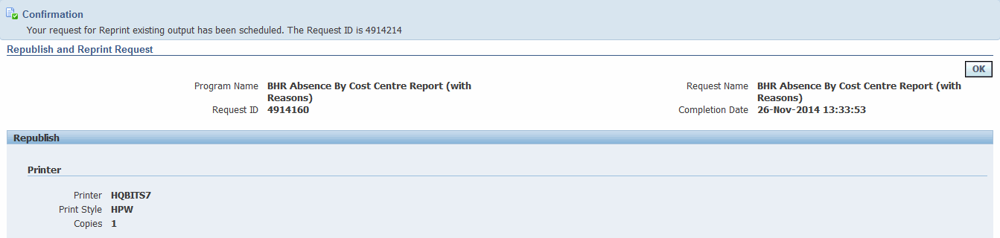 Confirmation
Your request for Reprint existing output has been scheduled. The Request ID is 4914214
Republish and Reprint Request
OK
Program Name BHR Absence By Cost Centre Report (with
Reasons)
Request ID 4914160
Request Name BHR Absence By Cost Centre Report (with
Reasons)
Completion Date 26-Nov-2014 13:33:53
Republish
Printer
Printer HQBITS7
Print Style HPW
Copies 1